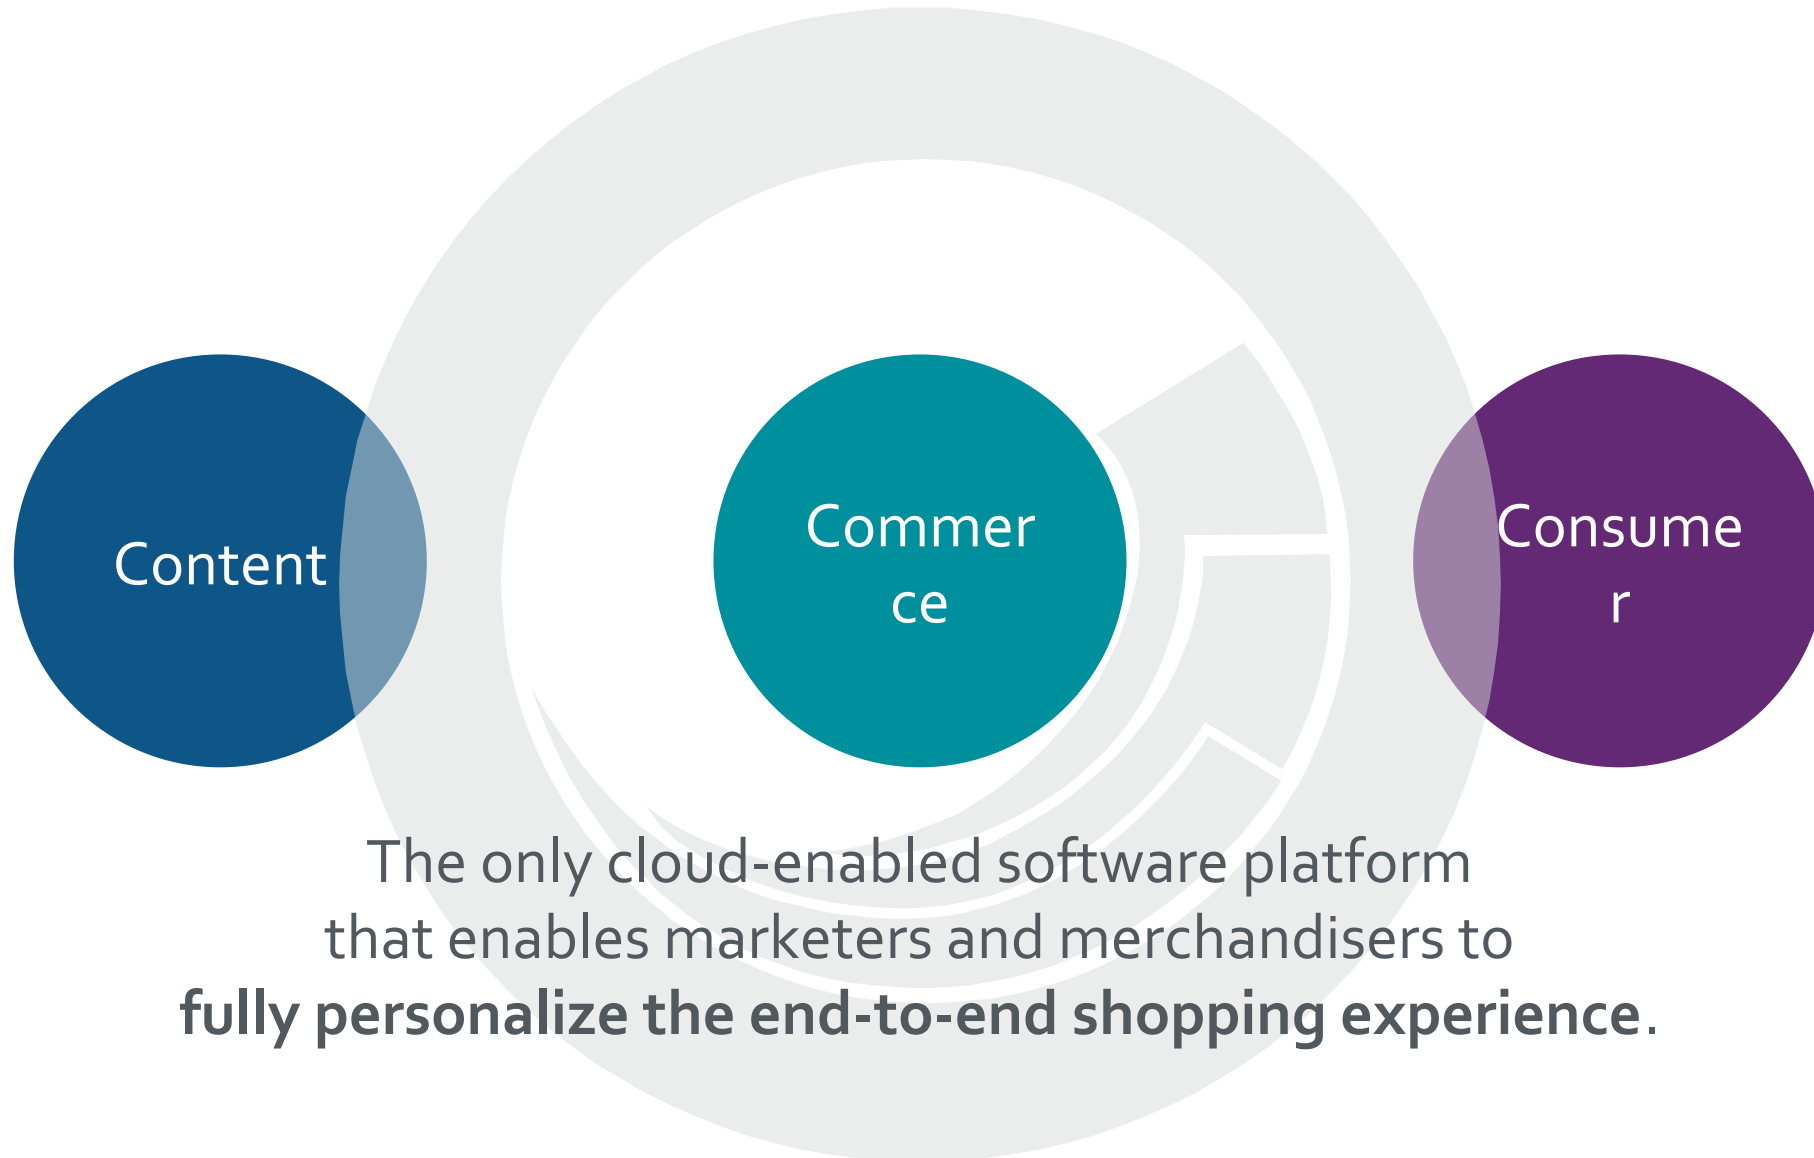 Content
Commer
ce
Consume
r
The only cloud-enabled software platform
that enables marketers and merchandisers to
fully personalize the end-to-end shopping experience.